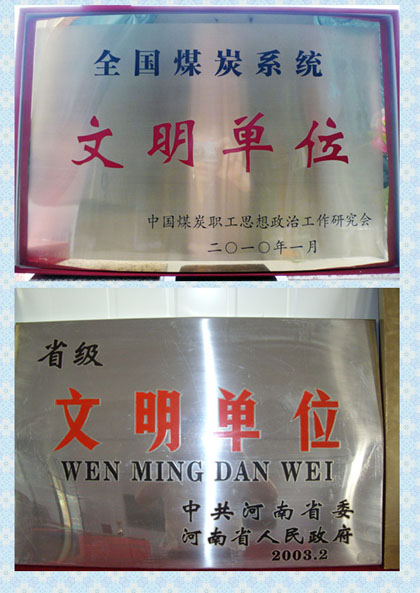 全国煤炭系统
文明单位
中国煤炭职工思想政治工作研究会
二〇一〇年一月
省级
文明单位
WEN MING DAN WEI
中共河南省委
河南省人民政府
2003.2